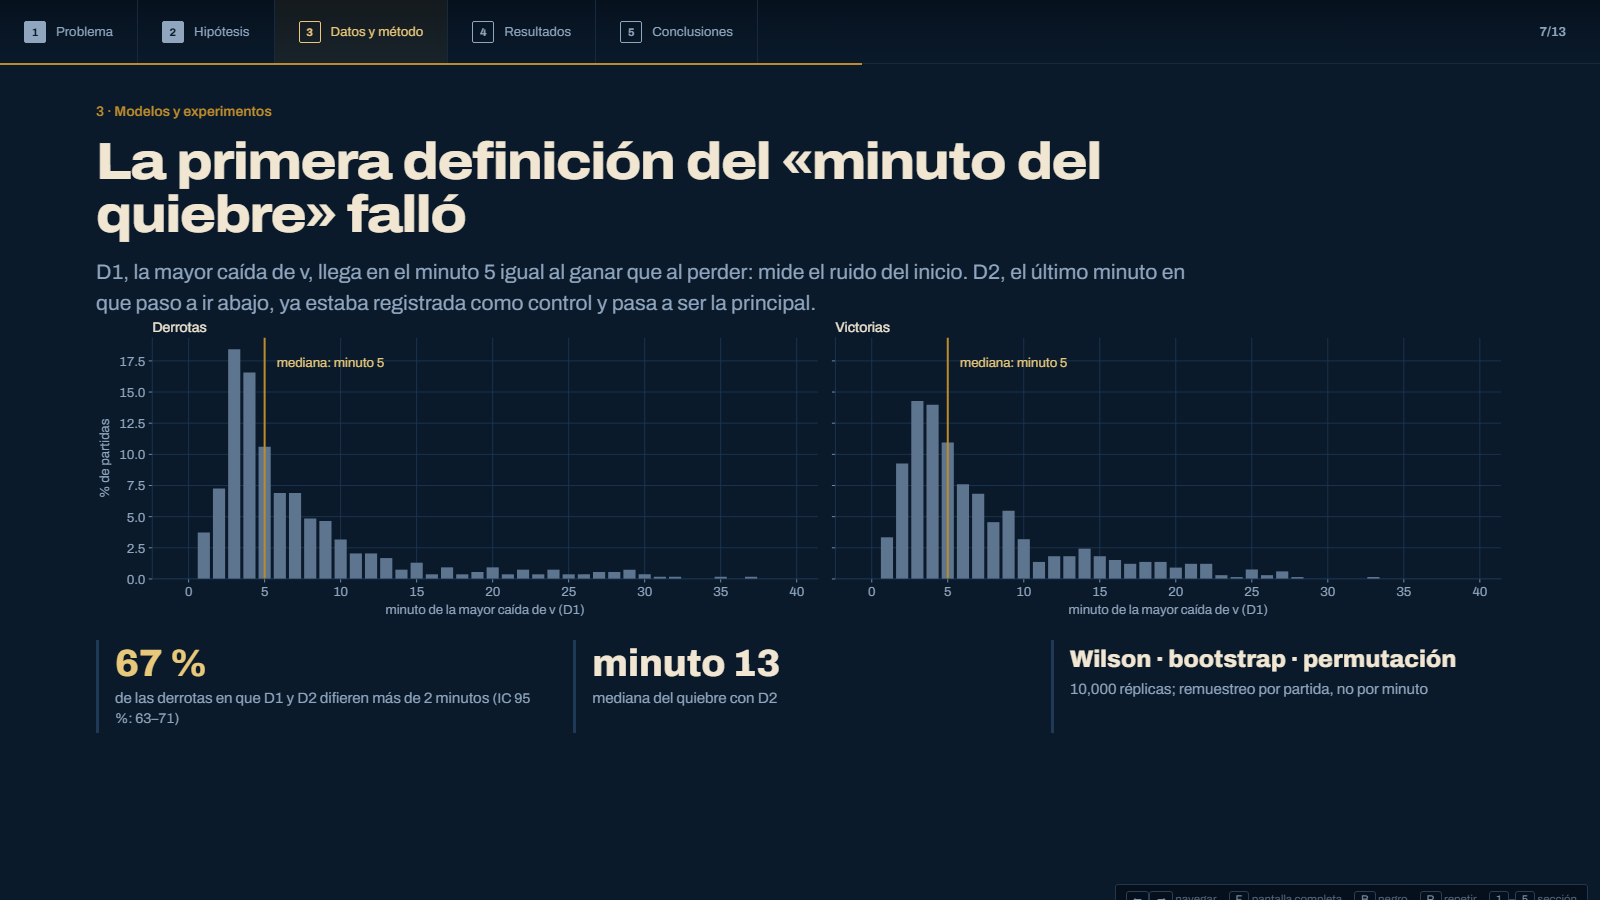 1 Problema 2 Hipótesis 3 Datos y método 4 Resultados 5 Conclusiones 7/13
3 · Modelos y experimentos
La primera definición del «minuto del
quiebre» falló
D1, la mayor caída de v, llega en el minuto 5 igual al ganar que al perder: mide el ruido del inicio. D2, el último minuto en
que paso a ir abajo, ya estaba registrada como control y pasa a ser la principal.
Derrotas
% de partidas
17.5
15.0
12.5
10.0
7.5
5.0
2.5
0.0
mediana: minuto 5
0 5 10 15 20 25 30 35 40
minuto de la mayor caída de v (D1)
Victorias
mediana: minuto 5
0 5 10 15 20 25 30 35 40
minuto de la mayor caída de v (D1)
67 %
de las derrotas en que D1 y D2 difieren más de 2 minutos (IC 95
%: 63–71)
minuto 13
mediana del quiebre con D2
Wilson · bootstrap · permutación
10,000 réplicas; remuestreo por partida, no por minuto
← → navegar F pantalla completa B negro R repetir 1 - 5 sección